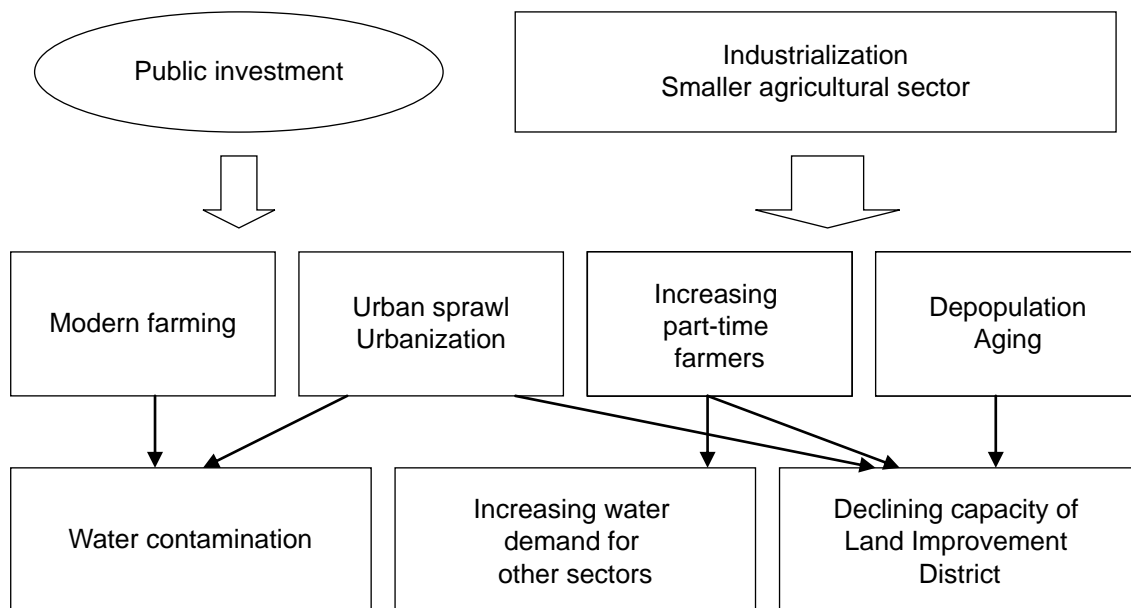 Public investment
Industrialization
Smaller agricultural sector
Modern farming
Urban sprawl
Urbanization
Increasing
part-time
farmers
Depopulation
Aging
Water contamination
Increasing water
demand for
other sectors
Declining capacity of
Land Improvement
District